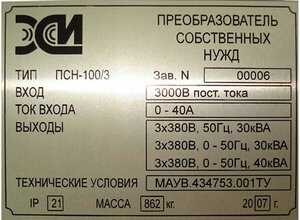 ЭСИ
ПРЕОБРАЗОВАТЕЛЬ
СОБСТВЕННЫХ
НУЖД
ТИП ПСН-100/3 Зав. N 00006
ВХОД 3000В пост. тока
ТОК ВХОДА 0 - 40А
ВЫХОДЫ 3х380В, 50Гц, 30кВА
3х380В, 0 - 50Гц, 30кВА
3х380В, 0 - 50Гц, 40кВА
ТЕХНИЧЕСКИЕ УСЛОВИЯ МАУВ.434753.001ТУ
IP 21 МАССА 862 кг. 2007 г.